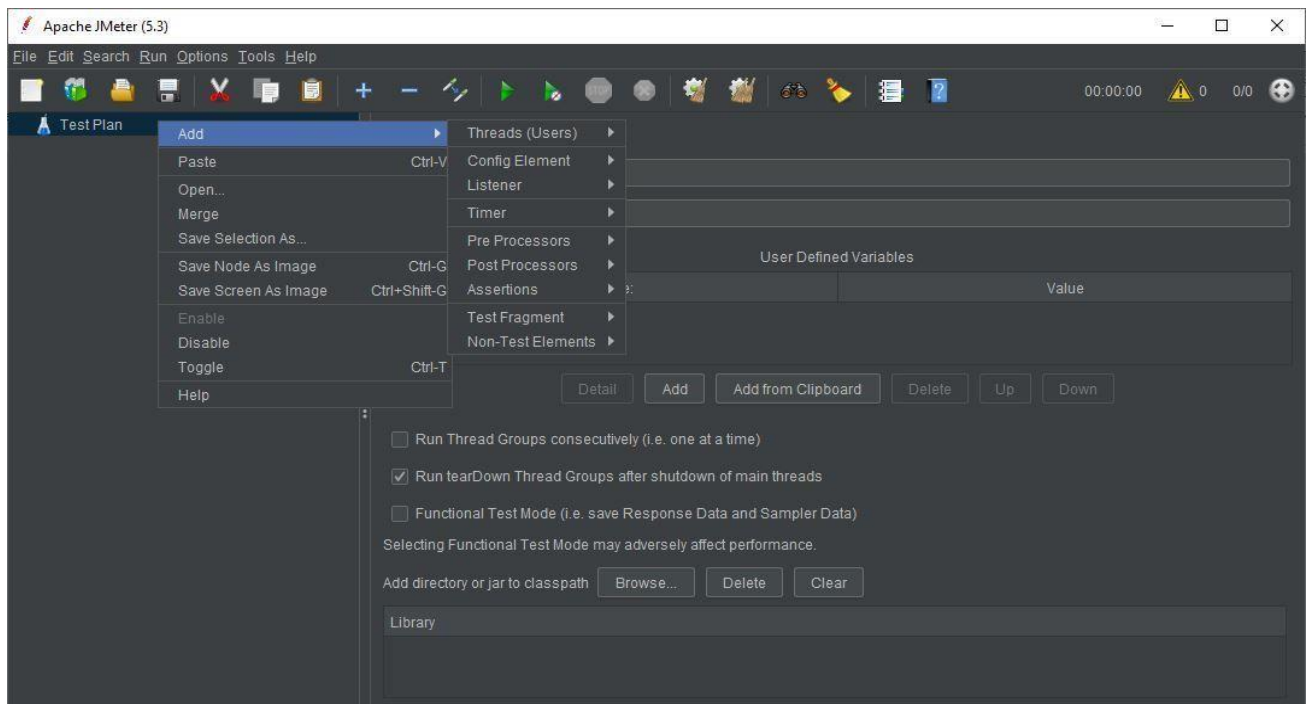 Apache JMeter (5.3)
File Edit Search Run Options Tools Help
STOP
00:00:00 0 0/0
Test Plan
Add
Paste Ctrl-V
Open...
Merge
Save Selection As...
Save Node As Image Ctrl-G
Save Screen As Image Ctrl+Shift-G
Enable
Disable
Toggle Ctrl-T
Help
Threads (Users)
Config Element
Listener
Timer
Pre Processors
Post Processors
Assertions
Test Fragment
Non-Test Elements
User Defined Variables
e: Value
Detail Add Add from Clipboard Delete Up Down
Run Thread Groups consecutively (i.e. one at a time)
Run tearDown Thread Groups after shutdown of main threads
Functional Test Mode (i.e. save Response Data and Sampler Data)
Selecting Functional Test Mode may adversely affect performance.
Add directory or jar to classpath Browse... Delete Clear
Library